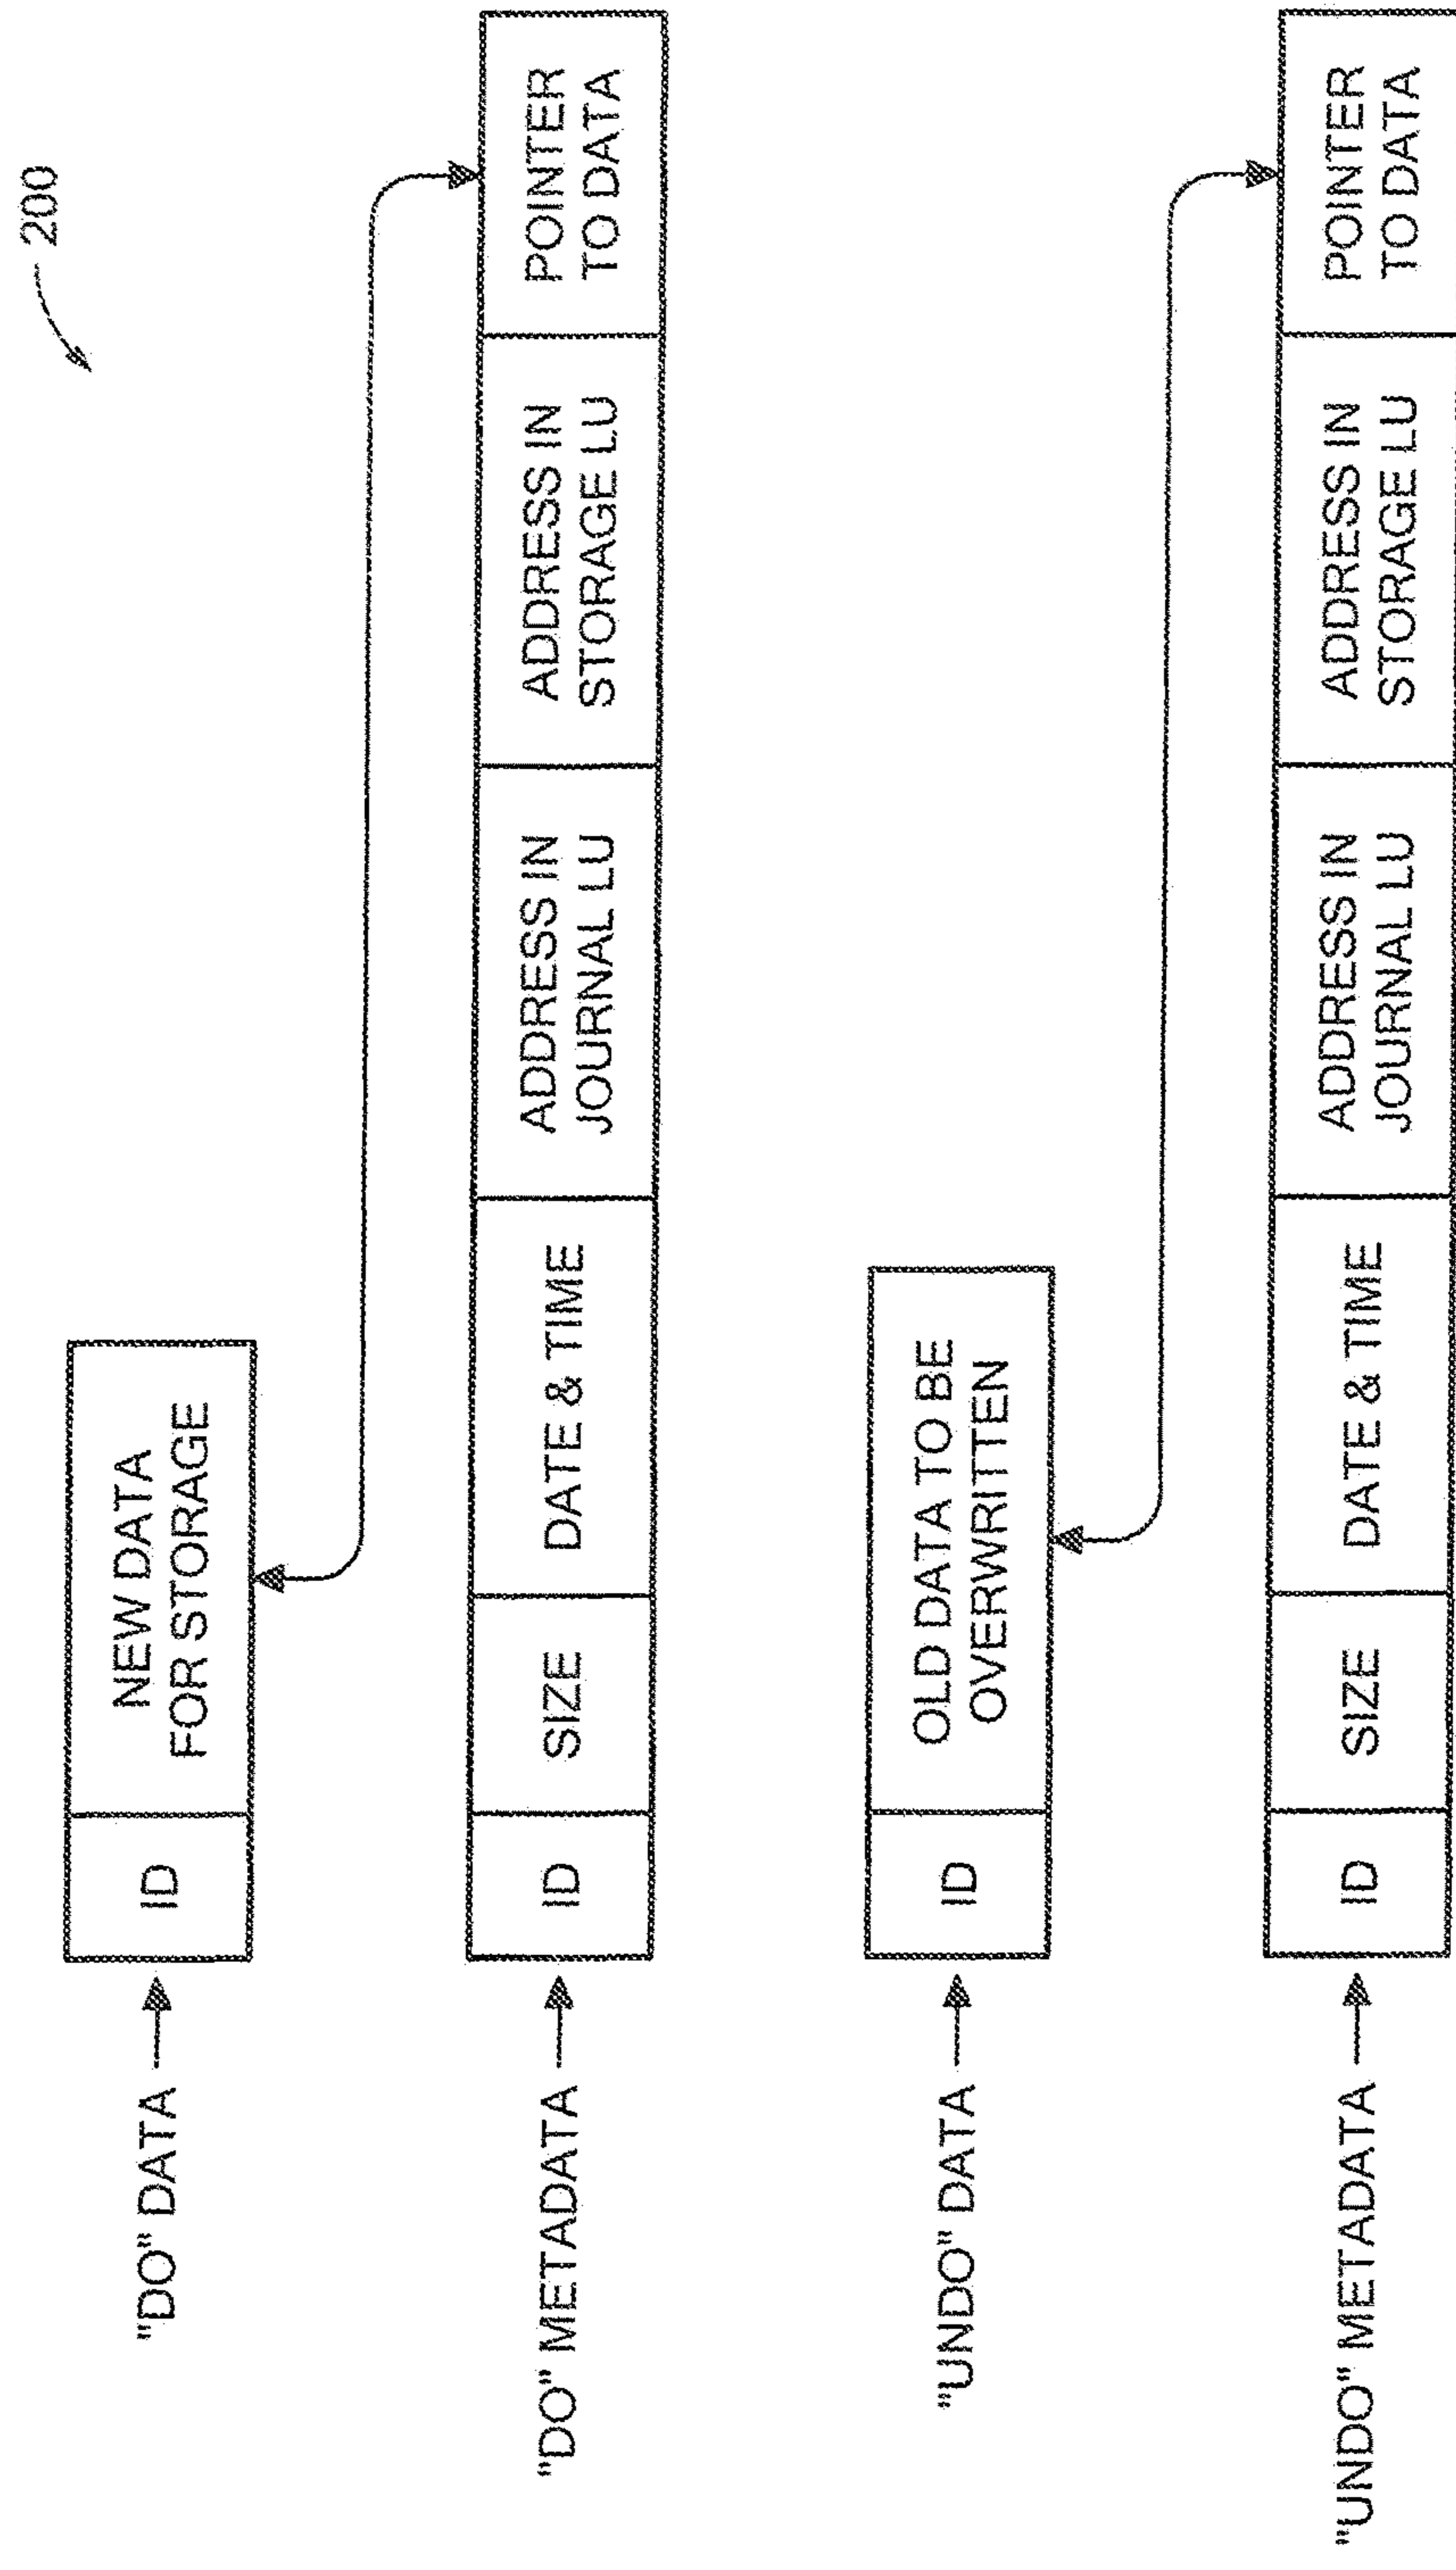 200
"DO" DATA
ID
NEW DATA
FOR STORAGE
"DO" METADATA
ID
SIZE
DATE & TIME
ADDRESS IN
JOURNAL LU
ADDRESS IN
STORAGE LU
POINTER
TO DATA
"UNDO" DATA
ID
OLD DATA TO BE
OVERWRITTEN
"UNDO" METADATA
ID
SIZE
DATE & TIME
ADDRESS IN
JOURNAL LU
ADDRESS IN
STORAGE LU
POINTER
TO DATA